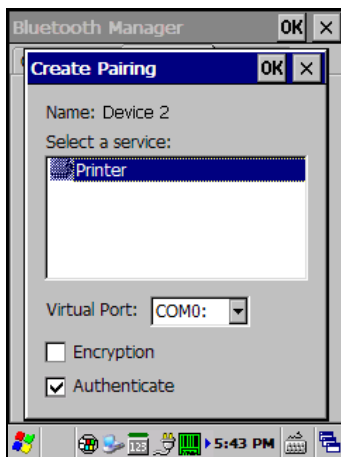 Bluetooth Manager OK ×
Create Pairing OK ×
Name: Device 2
Select a service:
Printer
Virtual Port: COM0:
Encryption
Authenticate
5:43 PM